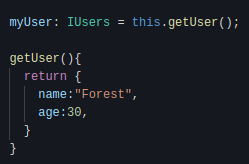 myUser: IUsers = this.getUser();
getUser(){
return {
name:"Forest",
age:30,
}
}